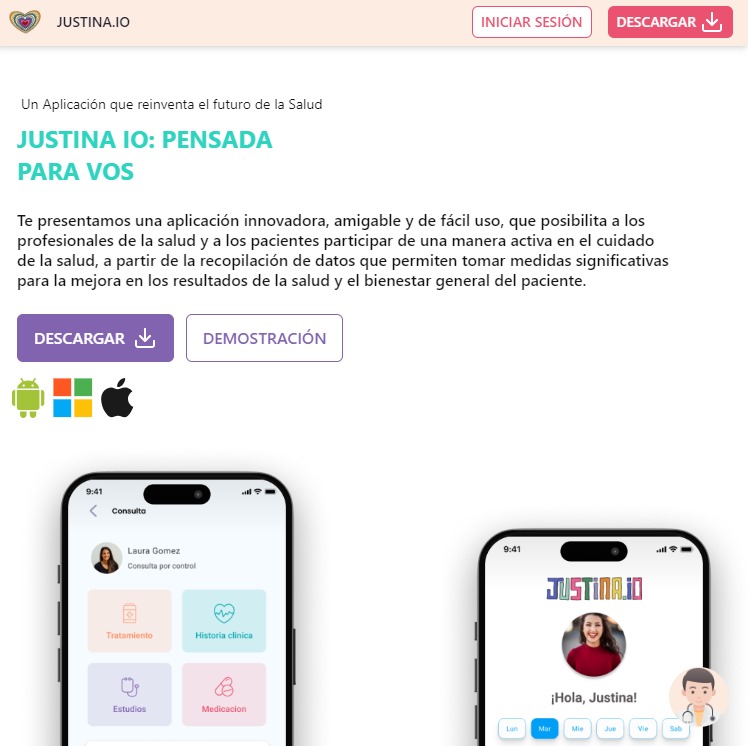 JUSTINA.IO
INICIAR SESIÓN
DESCARGAR
Un Aplicación que reinventa el futuro de la Salud
JUSTINA IO: PENSADA
PARA VOS
Te presentamos una aplicación innovadora, amigable y de fácil uso, que posibilita a los
profesionales de la salud y a los pacientes participar de una manera activa en el cuidado
de la salud, a partir de la recopilación de datos que permiten tomar medidas significativas
para la mejora en los resultados de la salud y el bienestar general del paciente.
DESCARGAR
DEMOSTRACIÓN
9:41
Consulta
Laura Gomez
Consulta por control
Tratamiento
Historia clinica
Estudios
Medicacion
9:41
JUSTINA.IO
¡Hola, Justina!
Lun
Mar
Mie
Jue
Vie
Sab